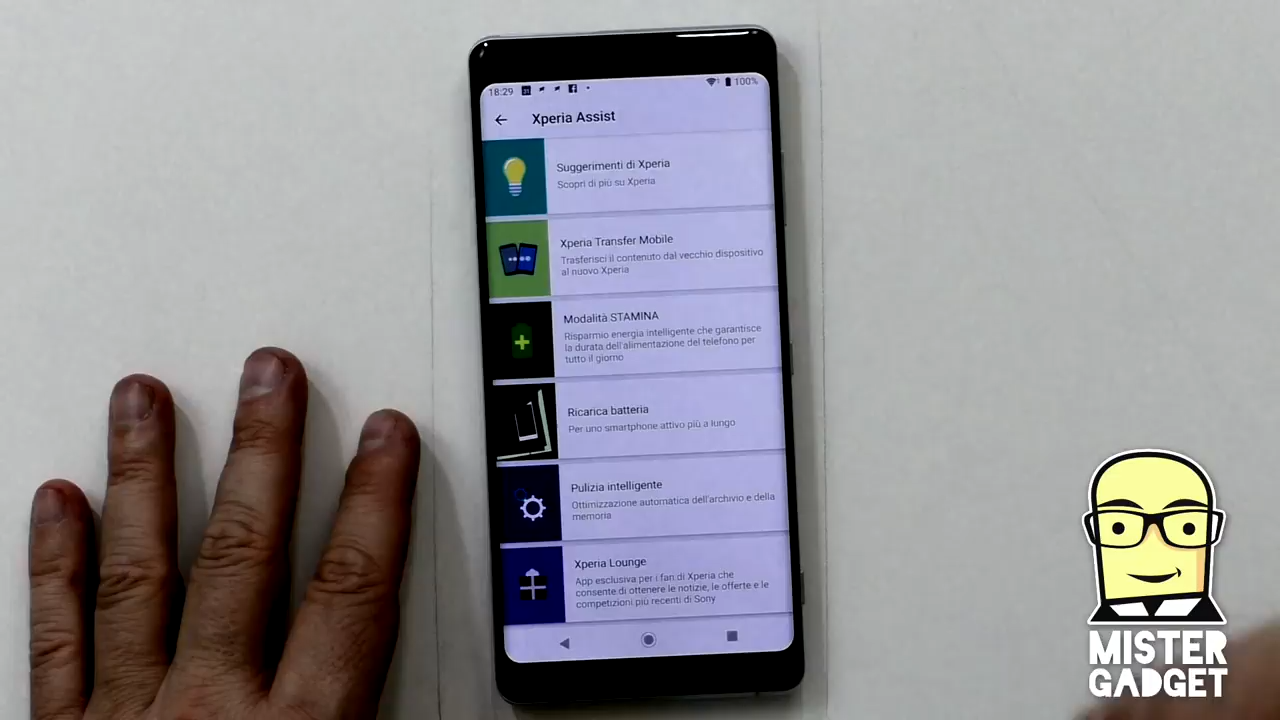 18:29
100%
Xperia Assist
Suggerimenti di Xperia
Scopri di più su Xperia
Xperia Transfer Mobile
Trasferisci il contenuto dal vecchio dispositivo
al nuovo Xperia
Modalità STAMINA
Risparmio energia intelligente che garantisce
la durata dell'alimentazione del telefono per
tutto il giorno
Ricarica batteria
Per uno smartphone attivo più a lungo
Pulizia intelligente
Ottimizzazione automatica dell'archivio e della
memoria
Xperia Lounge
App esclusiva per i fan di Xperia che
consente di ottenere le notizie, le offerte e le
competizioni più recenti di Sony
MISTER
GADGET